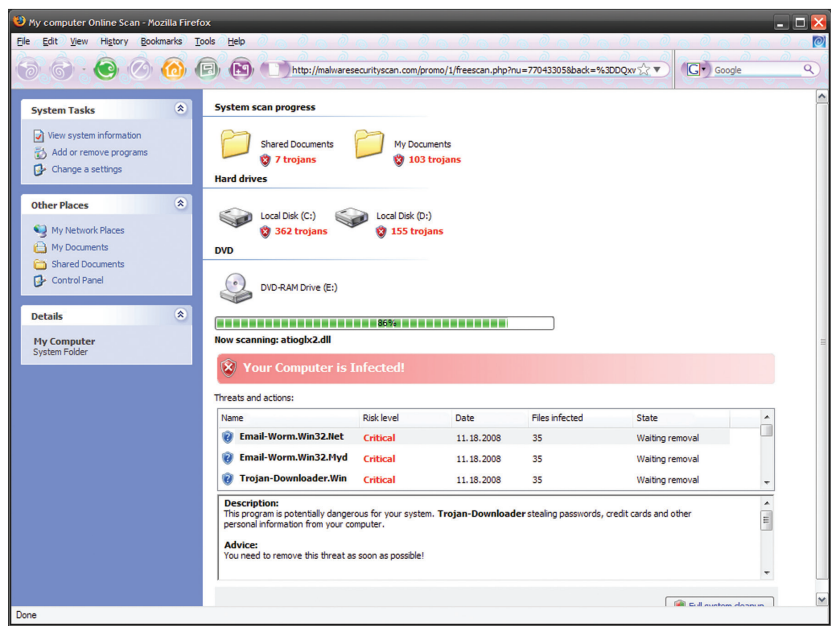 My computer Online Scan - Mozilla Firefox
File Edit View History Bookmarks Tools Help
http://malwaresecurityscan.com/promo/1/freescan.php?nu=77043305&back=%3DDQxv
G Google
System Tasks
View system information
Add or remove programs
Change a settings
Other Places
My Network Places
My Documents
Shared Documents
Control Panel
Details
My Computer
System Folder
System scan progress
Shared Documents
7 trojans
My Documents
103 trojans
Hard drives
Local Disk (C:)
362 trojans
Local Disk (D:)
155 trojans
DVD
DVD-RAM Drive (E:)
86%
Now scanning: atioglx2.dll
Your Computer is Infected!
Threats and actions:
Name Risk level Date Files infected State
Email-Worm.Win32.Net Critical 11.18.2008 35 Waiting removal
Email-Worm.Win32.Myd Critical 11.18.2008 35 Waiting removal
Trojan-Downloader.Win Critical 11.18.2008 35 Waiting removal
Description:
This program is potentially dangerous for your system. Trojan-Downloader stealing passwords, credit cards and other
personal information from your computer.
Advice:
You need to remove this threat as soon as possible!
Full system cleanup
Done